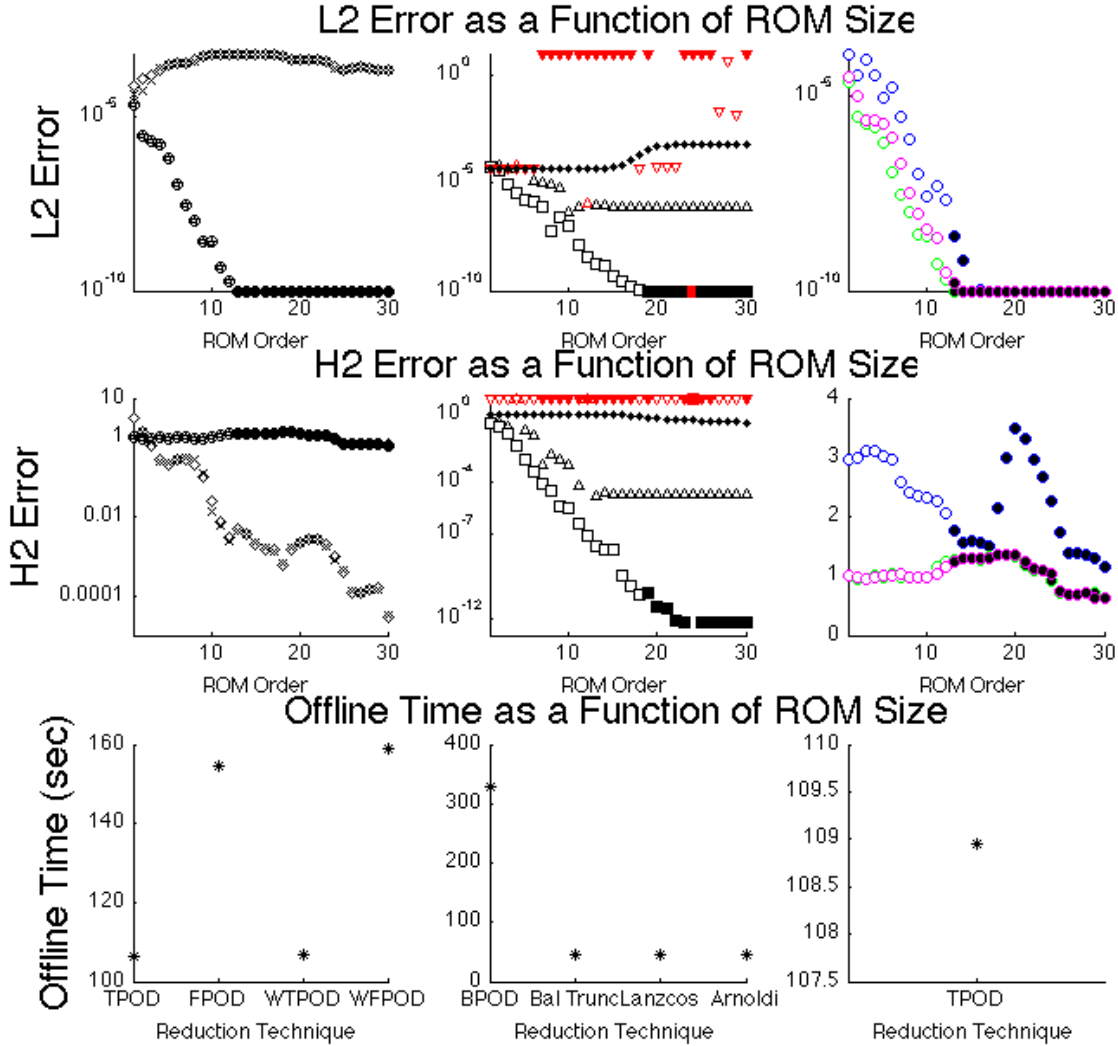 L2 Error as a Function of ROM Size
L2 Error
10^-5
10^-10
10 20 30
ROM Order
10^0
10^-5
10^-10
10 20 30
ROM Order
10^-5
10^-10
10 20 30
ROM Order
H2 Error as a Function of ROM Size
H2 Error
10
1
0.01
0.0001
10 20 30
ROM Order
10^0
10^-4
10^-7
10^-12
10 20 30
ROM Order
4
3
2
1
0
10 20 30
ROM Order
Offline Time as a Function of ROM Size
Offline Time (sec)
160
140
120
100
TPOD FPOD WTPOD WFPOD
Reduction Technique
400
300
200
100
0
BPOD Bal Trunc Lanzcos Arnoldi
Reduction Technique
110
109.5
109
108.5
108
107.5
TPOD
Reduction Technique